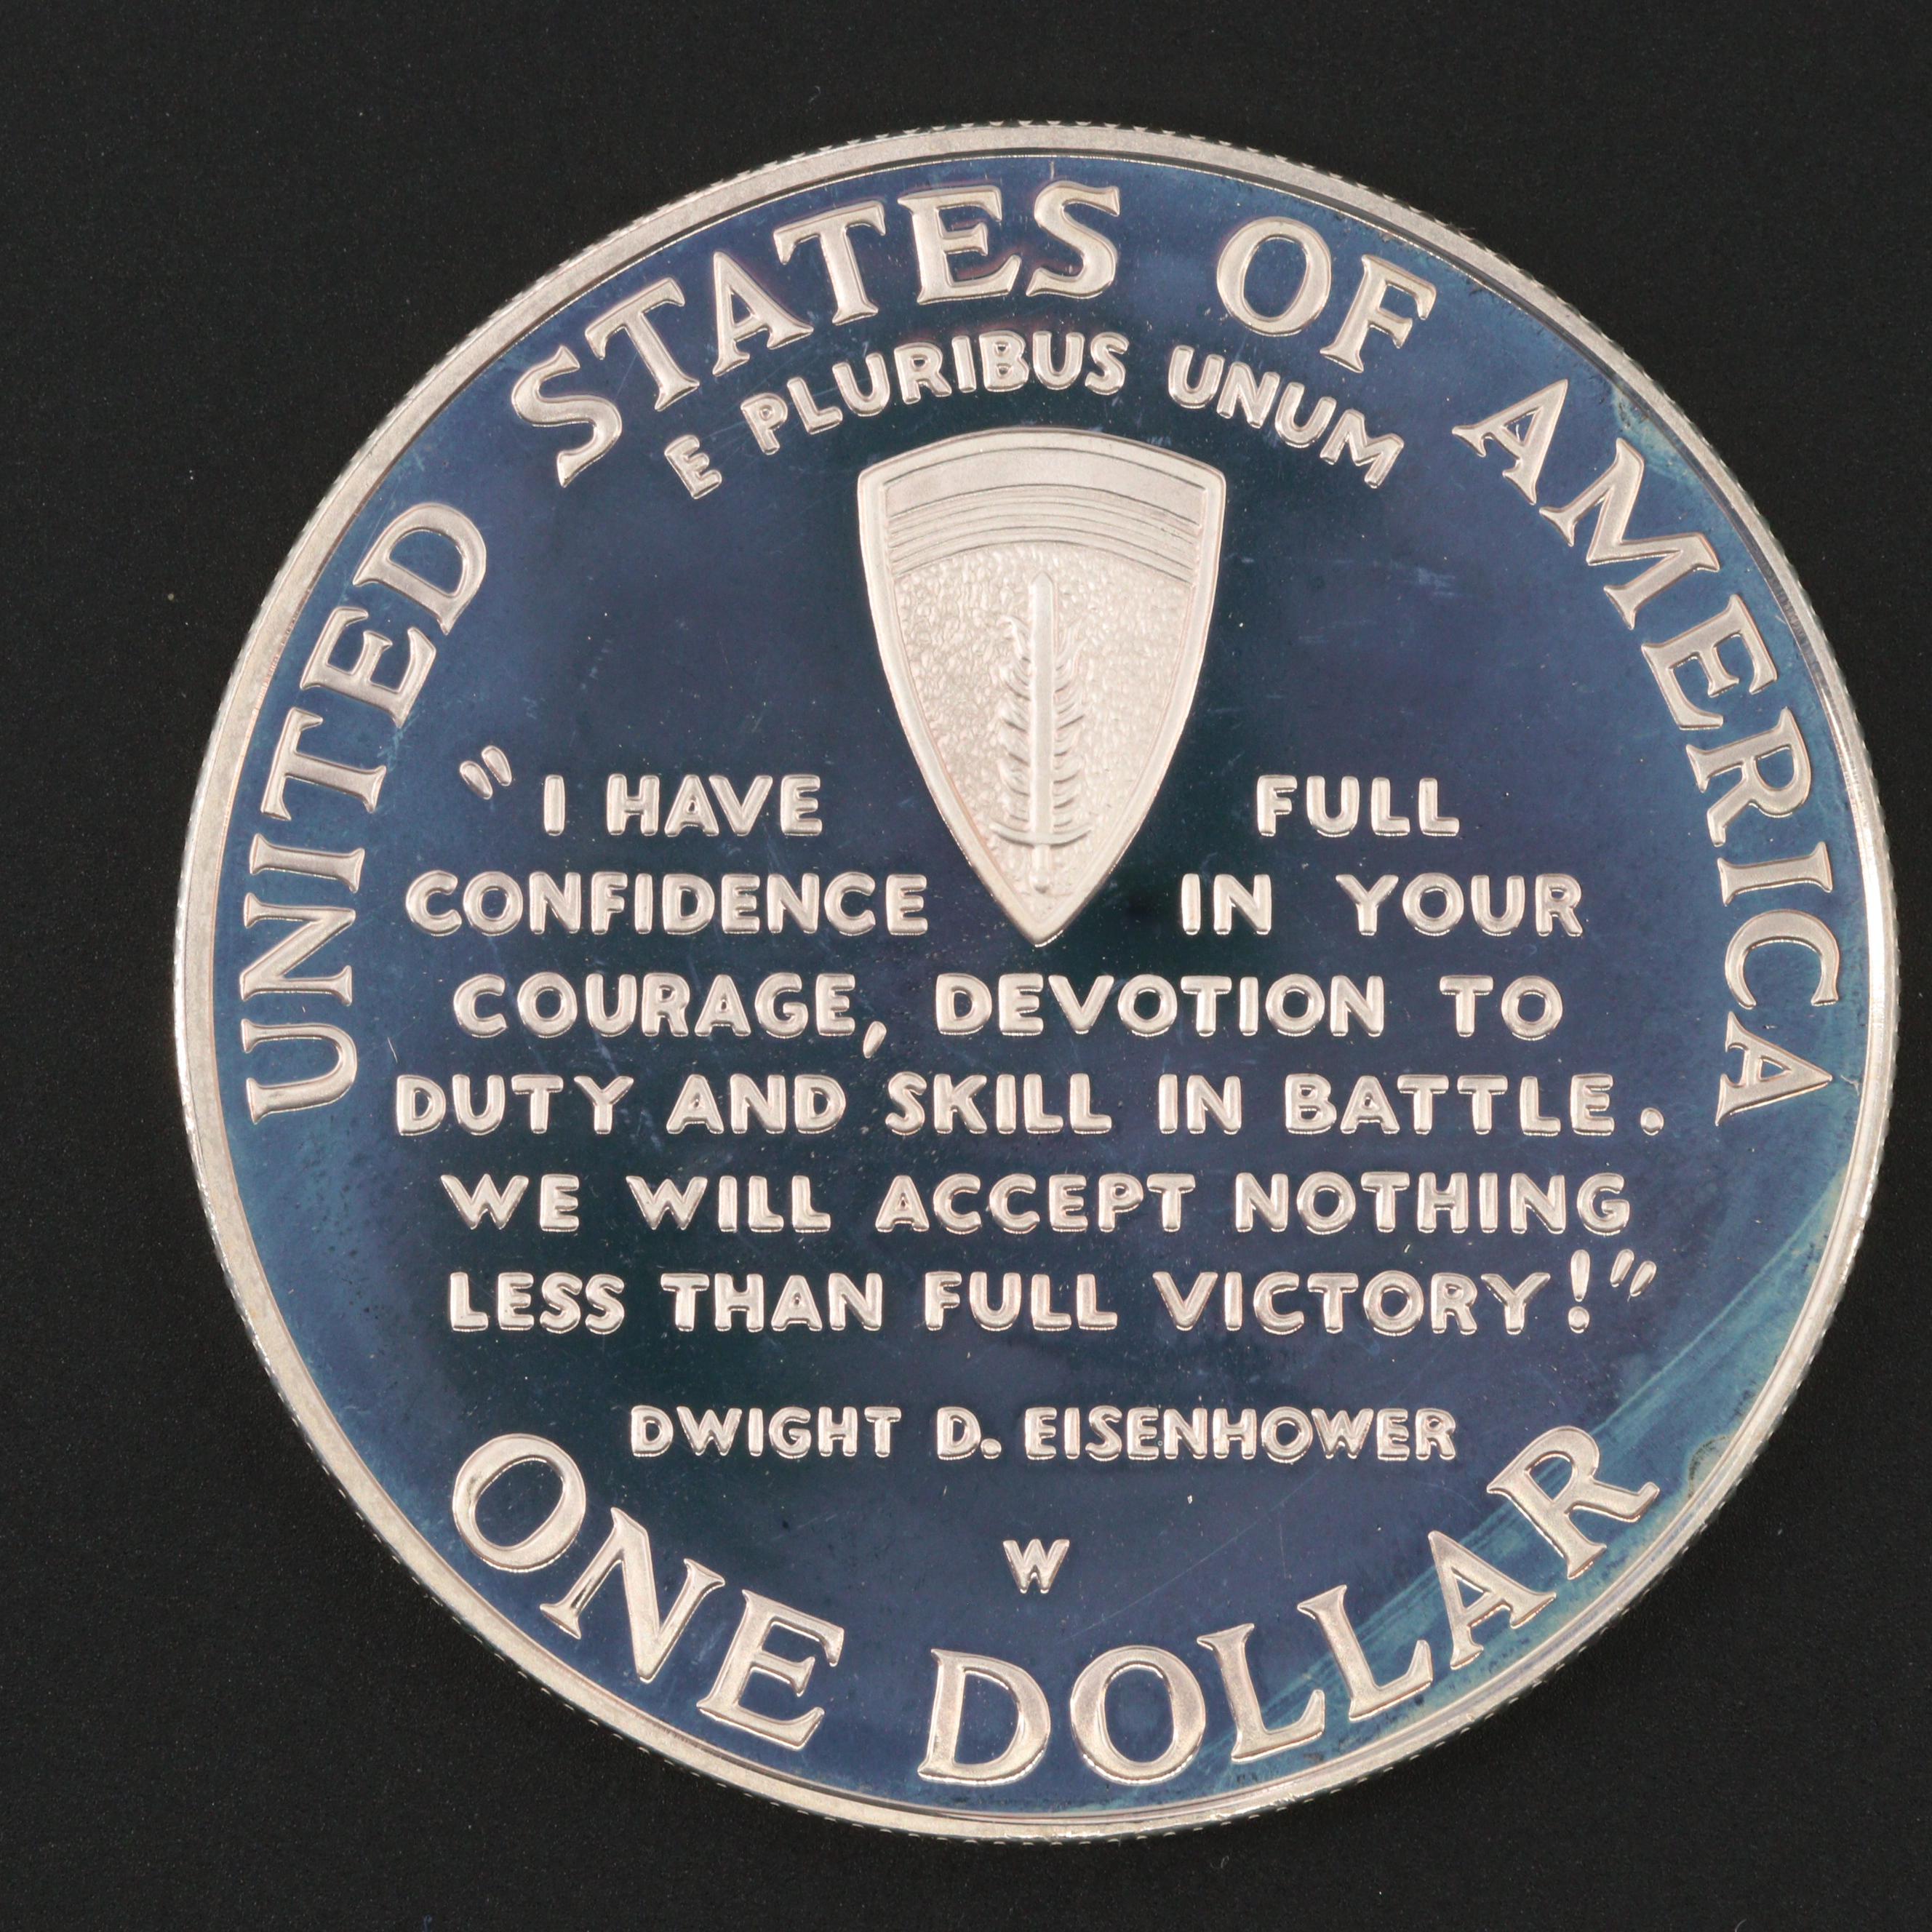 UNITED STATES OF AMERICA
E PLURIBUS UNUM
"I HAVE FULL
CONFIDENCE IN YOUR
COURAGE, DEVOTION TO
DUTY AND SKILL IN BATTLE.
WE WILL ACCEPT NOTHING
LESS THAN FULL VICTORY!"
DWIGHT D. EISENHOWER
W
ONE DOLLAR